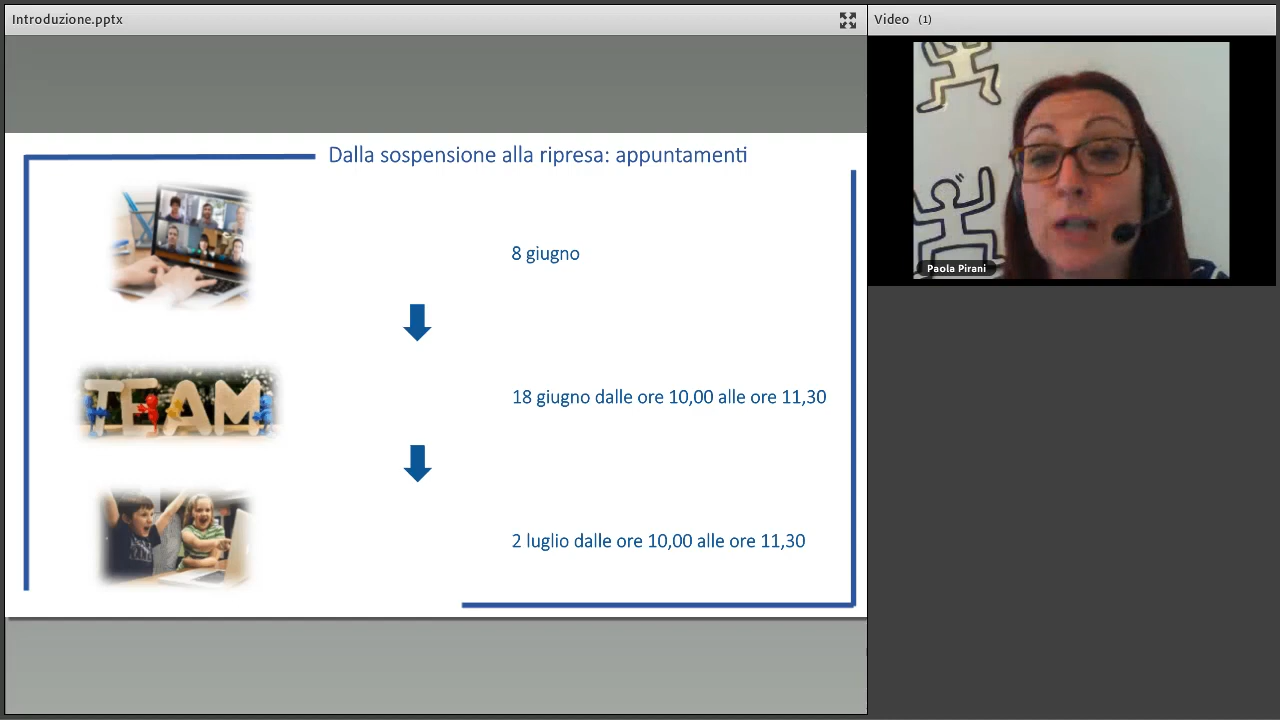 Introduzione.pptx
Video (1)
Dalla sospensione alla ripresa: appuntamenti
8 giugno
TEAM
18 giugno dalle ore 10,00 alle ore 11,30
2 luglio dalle ore 10,00 alle ore 11,30
Paola Pirani